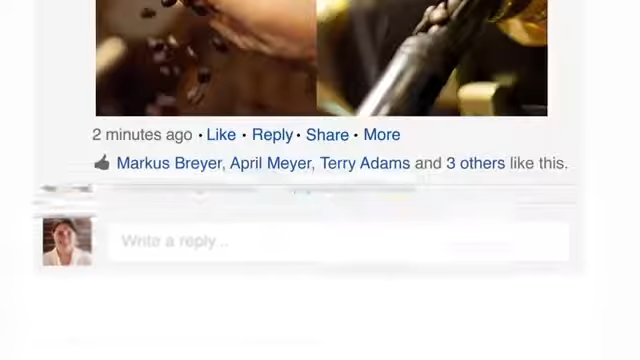 2 minutes ago • Like • Reply • Share • More
Markus Breyer, April Meyer, Terry Adams and 3 others like this.
Write a reply...